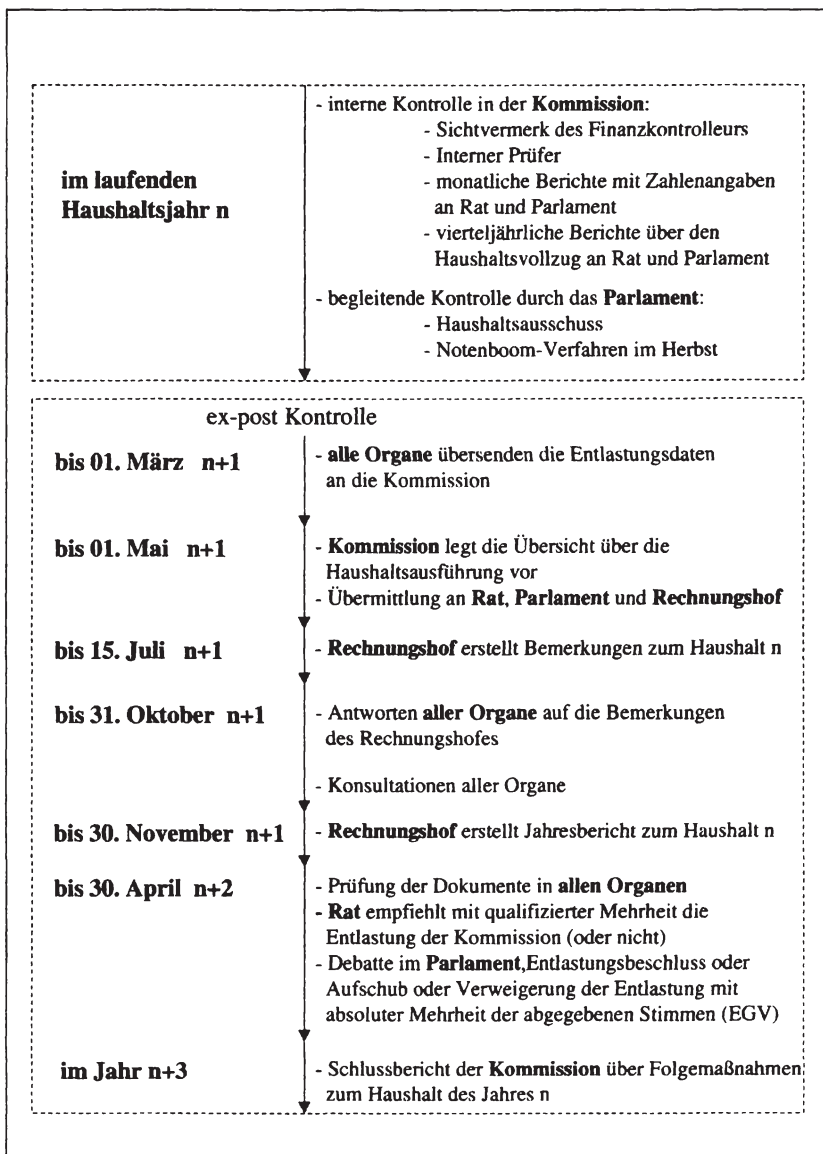 im laufenden
Haushaltsjahr n
- interne Kontrolle in der Kommission:
- Sichtvermerk des Finanzkontrolleurs
- Interner Prüfer
- monatliche Berichte mit Zahlenangaben
an Rat und Parlament
- vierteljährliche Berichte über den
Haushaltsvollzug an Rat und Parlament
- begleitende Kontrolle durch das Parlament:
- Haushaltsausschuss
- Notenboom-Verfahren im Herbst
ex-post Kontrolle
bis 01. März n+1
- alle Organe übersenden die Entlastungsdaten
an die Kommission
bis 01. Mai n+1
- Kommission legt die Übersicht über die
Haushaltsausführung vor
- Übermittlung an Rat, Parlament und Rechnungshof
bis 15. Juli n+1
- Rechnungshof erstellt Bemerkungen zum Haushalt n
bis 31. Oktober n+1
- Antworten aller Organe auf die Bemerkungen
des Rechnungshofes
- Konsultationen aller Organe
bis 30. November n+1
- Rechnungshof erstellt Jahresbericht zum Haushalt n
bis 30. April n+2
- Prüfung der Dokumente in allen Organen
- Rat empfiehlt mit qualifizierter Mehrheit die
Entlastung der Kommission (oder nicht)
- Debatte im Parlament,Entlastungsbeschluss oder
Aufschub oder Verweigerung der Entlastung mit
absoluter Mehrheit der abgegebenen Stimmen (EGV)
im Jahr n+3
- Schlussbericht der Kommission über Folgemaßnahmen
zum Haushalt des Jahres n